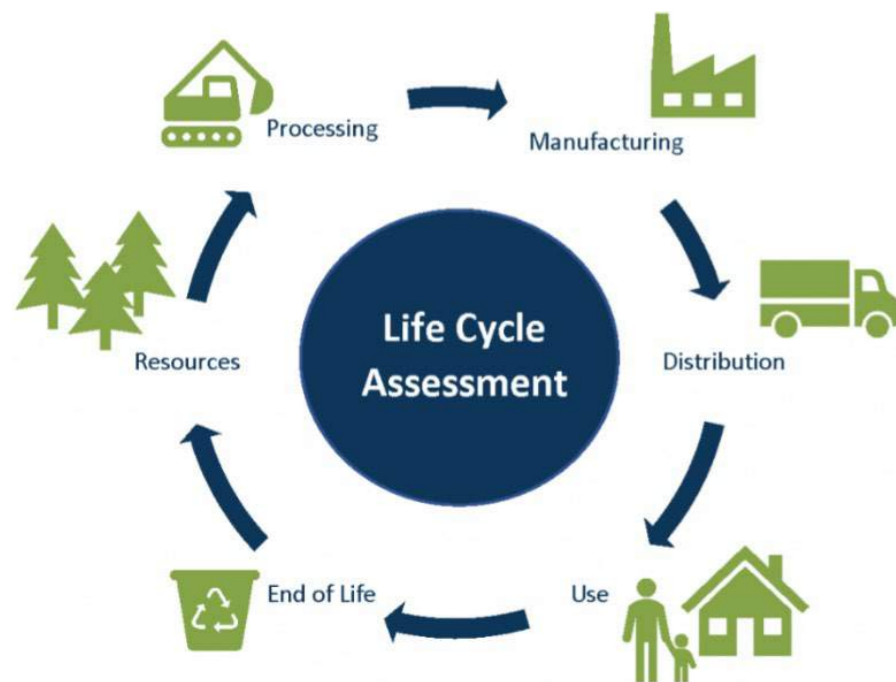 Processing
Manufacturing
Resources
Life Cycle
Assessment
Distribution
End of Life
Use